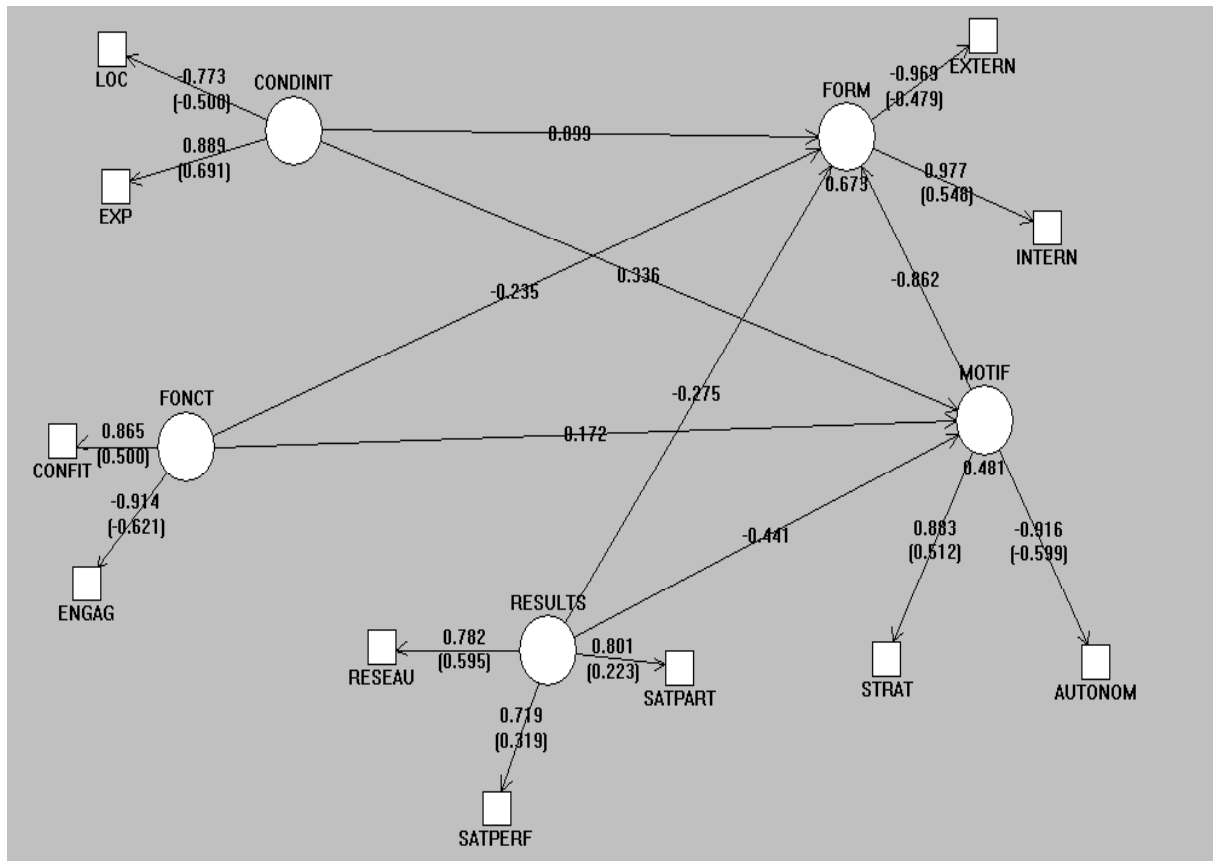 EXTERN
LOC
-0.773
(-0.500)
CONDINIT
FORM
-0.969
(-0.479)
0.099
0.889
(0.691)
EXP
0.673
0.977
(0.548)
INTERN
-0.235
0.336
-0.862
MOTIF
-0.275
FONCT
0.865
(0.500)
CONFIT
0.172
0.481
-0.914
(-0.621)
ENGAG
-0.441
0.883
(0.512)
-0.916
(-0.599)
RESULTS
0.782
(0.595)
RESEAU
0.801
(0.223)
SATPART
STRAT
AUTONOM
0.719
(0.319)
SATPERF